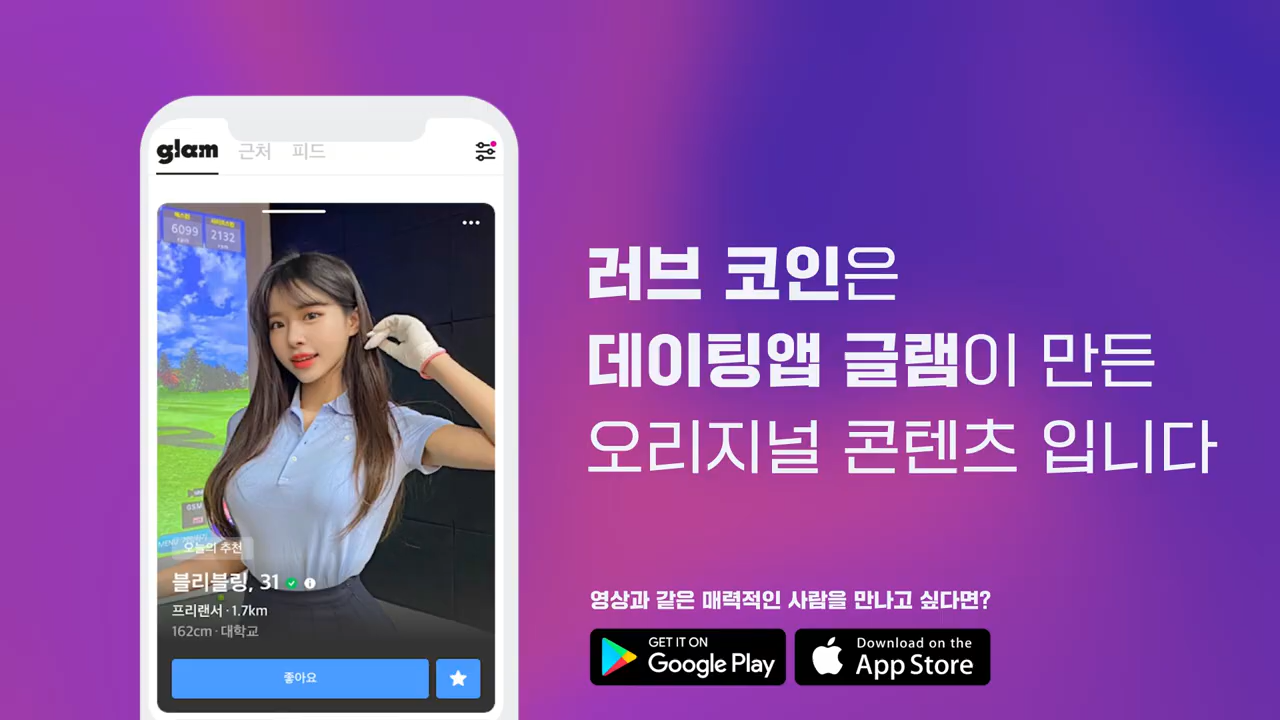 glam 근처 피드
6099
2132
오늘의 추천
블리블링, 31
프리랜서 · 1.7km
162cm · 대학교
좋아요
러브 코인은
데이팅앱 글램이 만든
오리지널 콘텐츠 입니다
영상과 같은 매력적인 사람을 만나고 싶다면?
GET IT ON
Google Play
Download on the
App Store